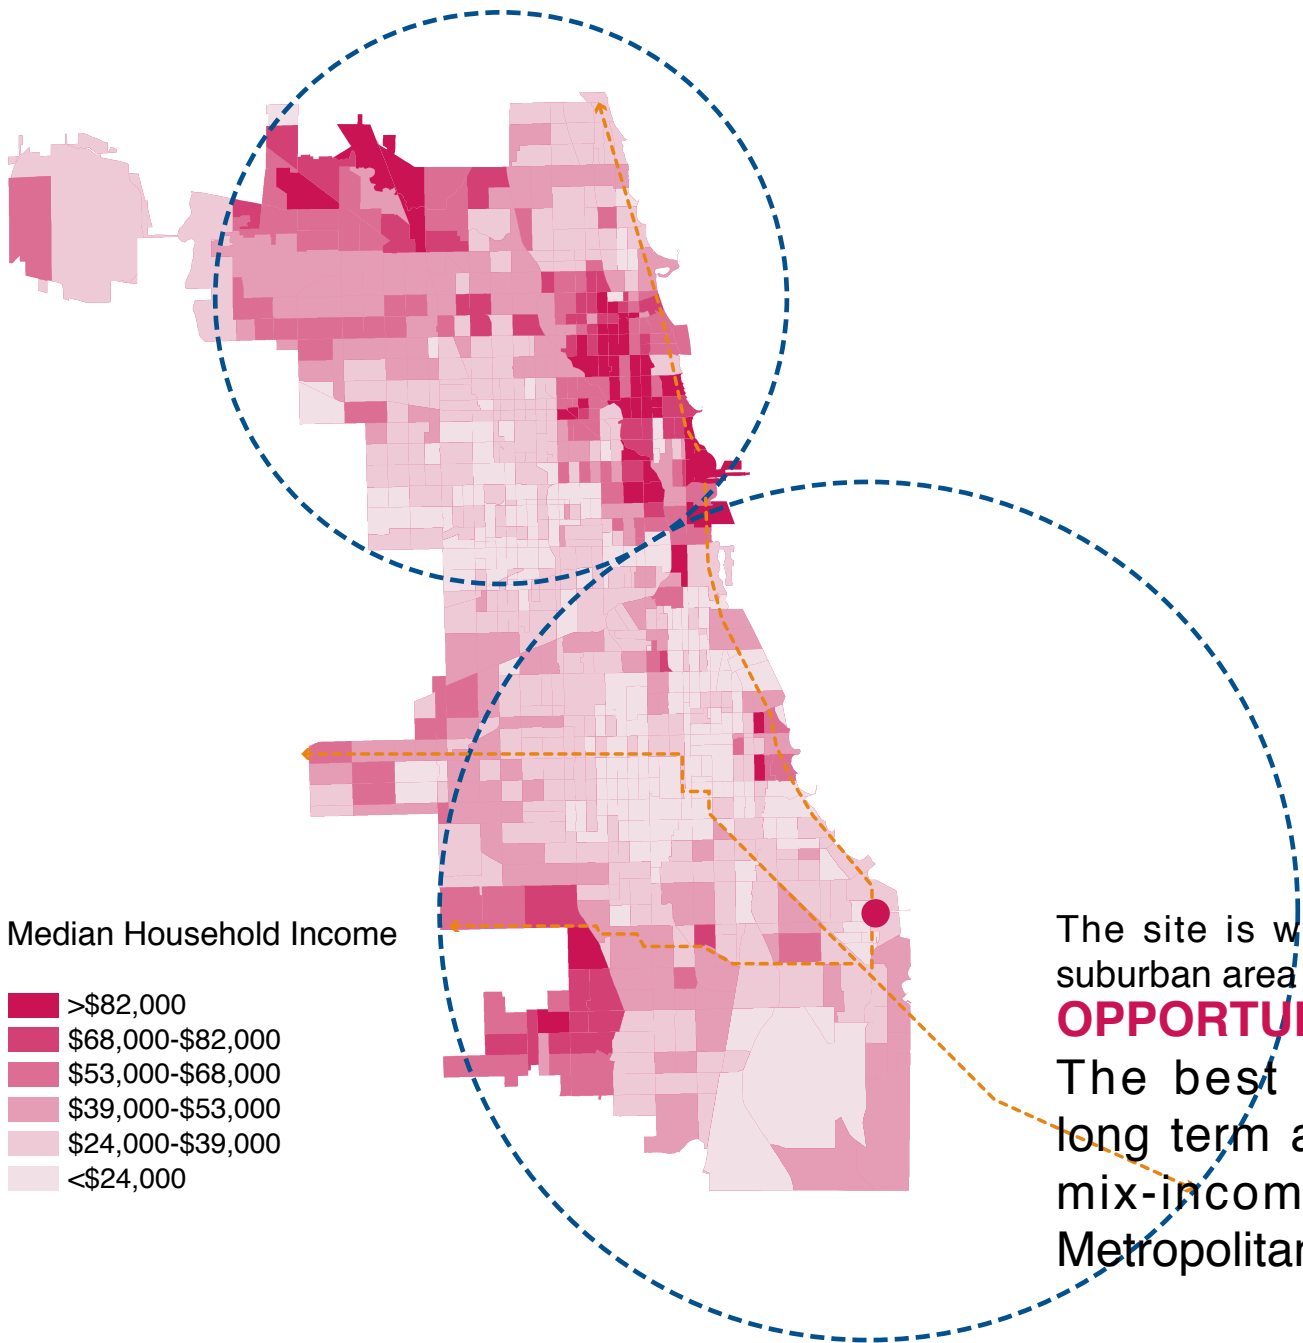 Median Household Income
>$82,000
$68,000-$82,000
$53,000-$68,000
$39,000-$53,000
$24,000-$39,000
<$24,000
The site is
suburban area
The best
long term
Metropolitan